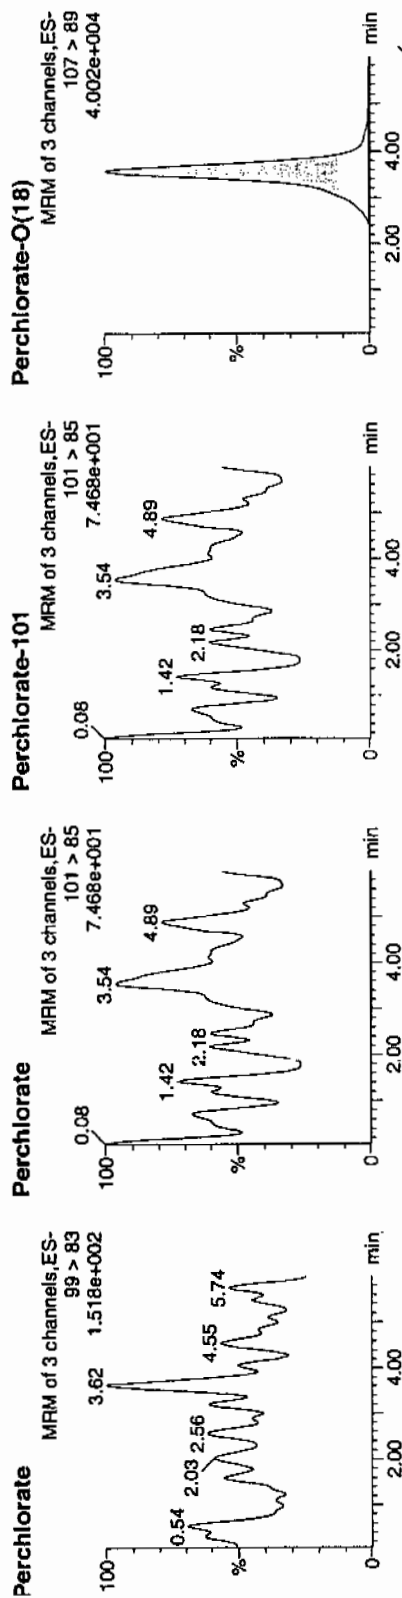 Perchlorate
MRM of 3 channels,ES-
99 > 83
1.518e+002
100
%
0
0.54
2.03
2.56
3.62
4.55
5.74
2.00
4.00
min
Perchlorate
MRM of 3 channels,ES-
101 > 85
7.468e+001
100
%
0
0.08
1.42
2.18
3.54
4.89
2.00
4.00
min
Perchlorate-101
MRM of 3 channels,ES-
101 > 85
7.468e+001
100
%
0
0.08
1.42
2.18
3.54
4.89
2.00
4.00
min
Perchlorate-O(18)
MRM of 3 channels,ES-
107 > 89
4.002e+004
100
%
0
2.00
4.00
min